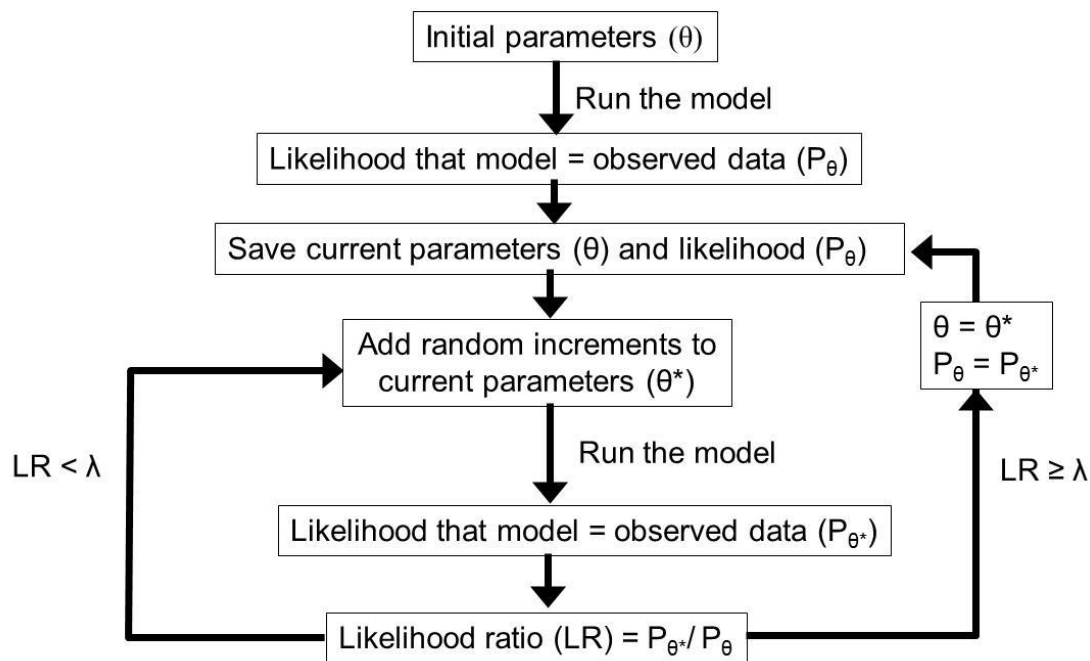 Initial parameters (θ)
Run the model
Likelihood that model = observed data (Pθ)
Save current parameters (θ) and likelihood (Pθ)
Add random increments to
current parameters (θ*)
θ = θ*
Pθ = Pθ*
LR < λ
Run the model
LR ≥ λ
Likelihood that model = observed data (Pθ*)
Likelihood ratio (LR) = Pθ*/ Pθ